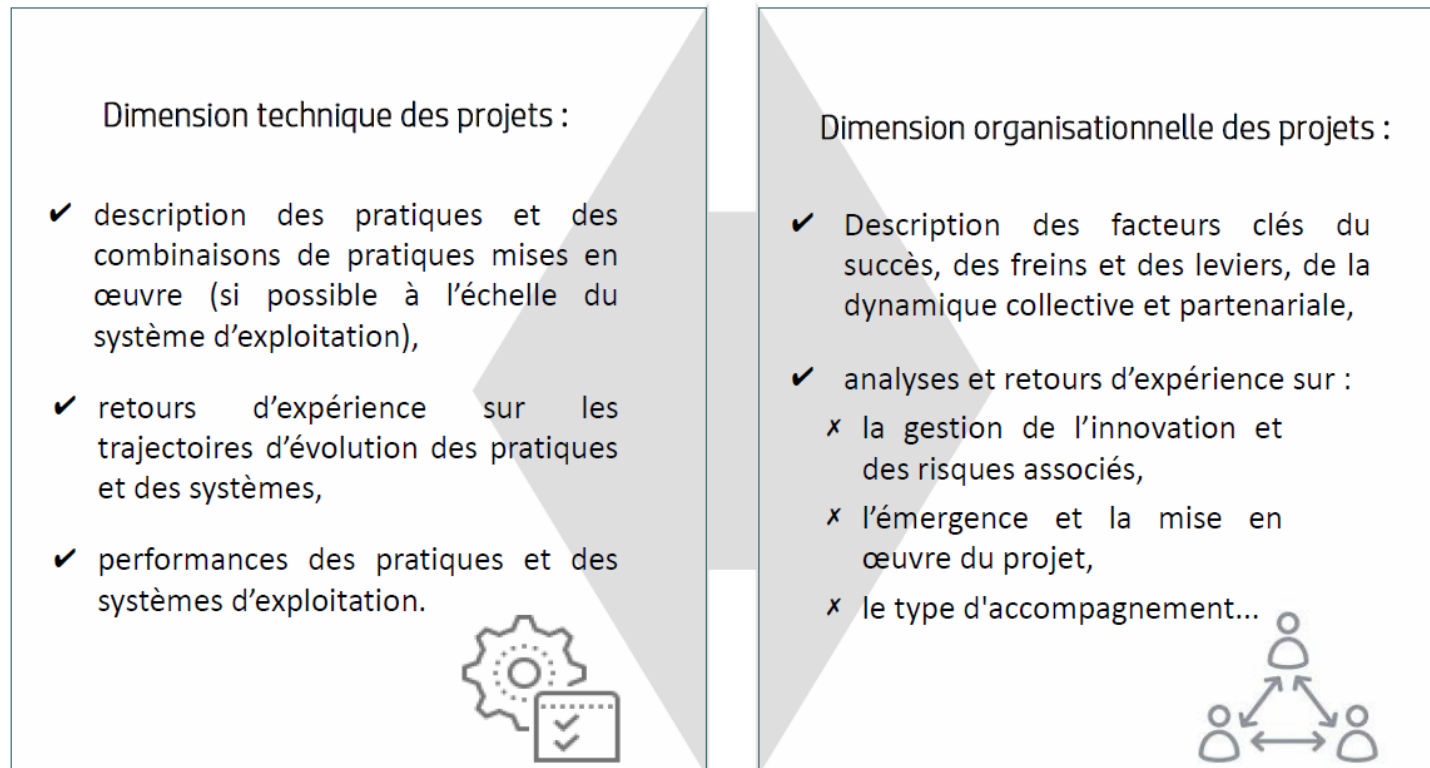 Dimension technique des projets :
✔ description des pratiques et des
combinaisons de pratiques mises en
œuvre (si possible à l’échelle du
système d’exploitation),
✔ retours d’expérience sur les
trajectoires d’évolution des pratiques
et des systèmes,
✔ performances des pratiques et des
systèmes d’exploitation.
Dimension organisationnelle des projets :
✔ Description des facteurs clés du
succès, des freins et des leviers, de la
dynamique collective et partenariale,
✔ analyses et retours d’expérience sur :
✗ la gestion de l’innovation et
des risques associés,
✗ l’émergence et la mise en
œuvre du projet,
✗ le type d'accompagnement...